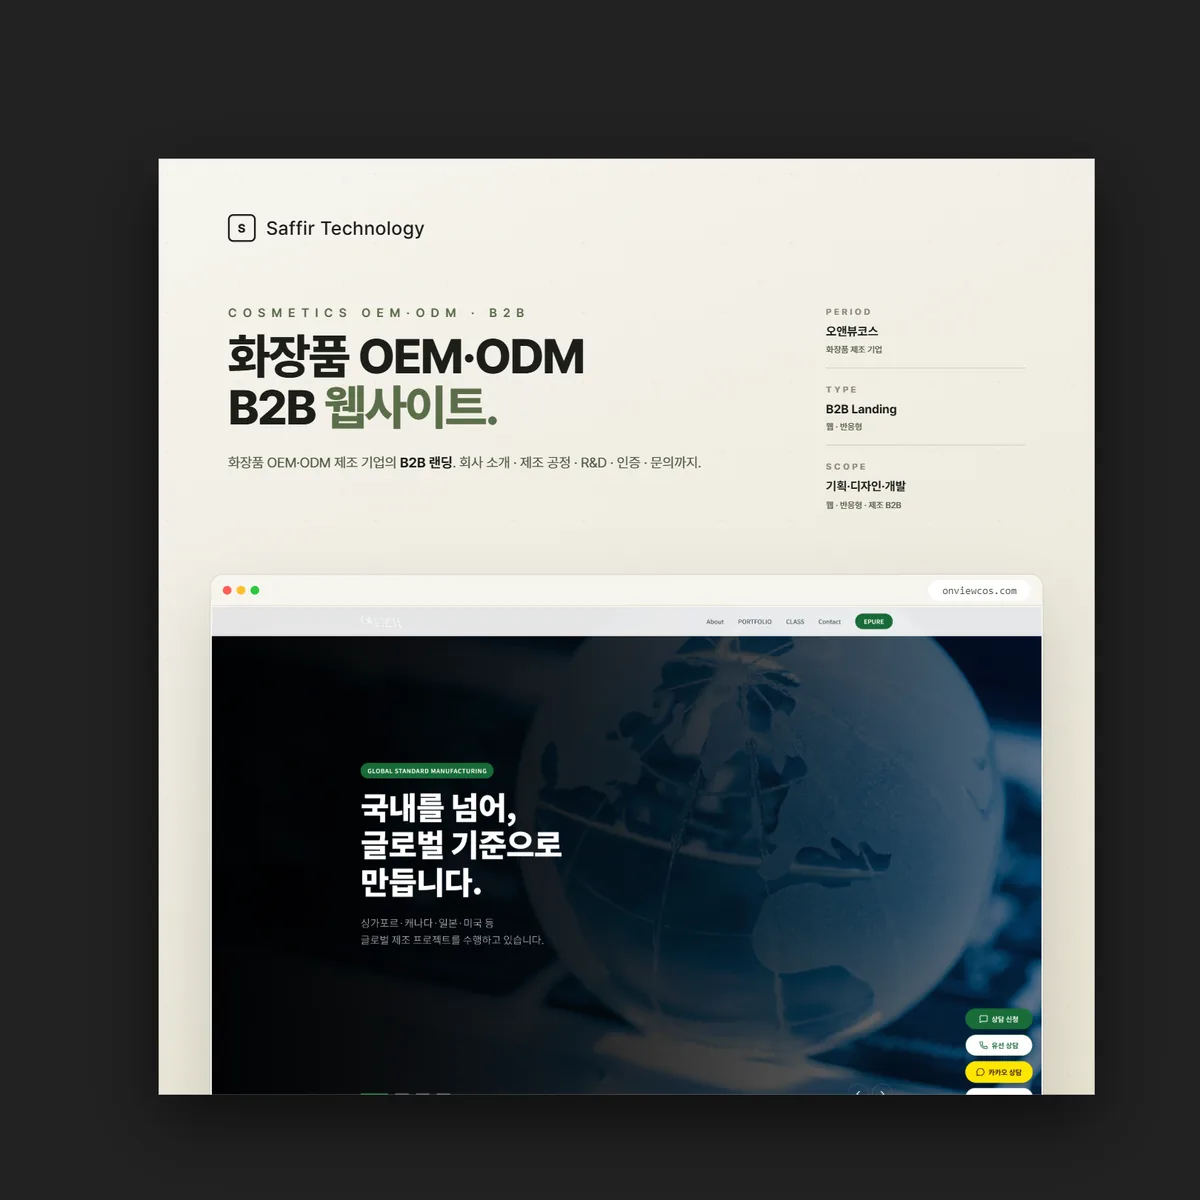 S Saffir Technology
COSMETICS OEM·ODM · B2B
화장품 OEM·ODM
B2B 웹사이트.
화장품 OEM·ODM 제조 기업의 B2B 랜딩. 회사 소개 · 제조 공정 · R&D · 인증 · 문의까지.
PERIOD
오앤뷰코스
화장품 제조 기업
TYPE
B2B Landing
웹 · 반응형
SCOPE
기획·디자인·개발
웹 · 반응형 · 제조 B2B
onviewcos.com
About PORTFOLIO CLASS Contact EPURE
GLOBAL STANDARD MANUFACTURING
국내를 넘어,
글로벌 기준으로
만듭니다.
싱가포르 · 캐나다 · 일본 · 미국 등
글로벌 제조 프로젝트를 수행하고 있습니다.
상담 신청
유선 상담
카카오 상담